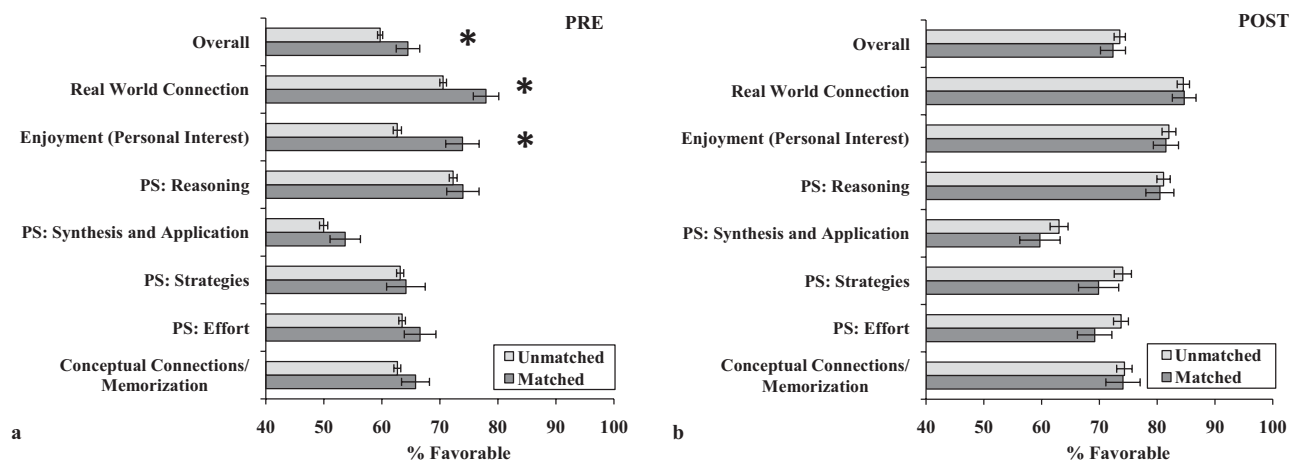 PRE
Overall
*
Real World Connection
*
Enjoyment (Personal Interest)
*
PS: Reasoning
PS: Synthesis and Application
PS: Strategies
PS: Effort
Conceptual Connections/
Memorization
Unmatched
Matched
40 50 60 70 80 90 100
% Favorable
a
POST
Overall
Real World Connection
Enjoyment (Personal Interest)
PS: Reasoning
PS: Synthesis and Application
PS: Strategies
PS: Effort
Conceptual Connections/
Memorization
Unmatched
Matched
40 50 60 70 80 90 100
% Favorable
b